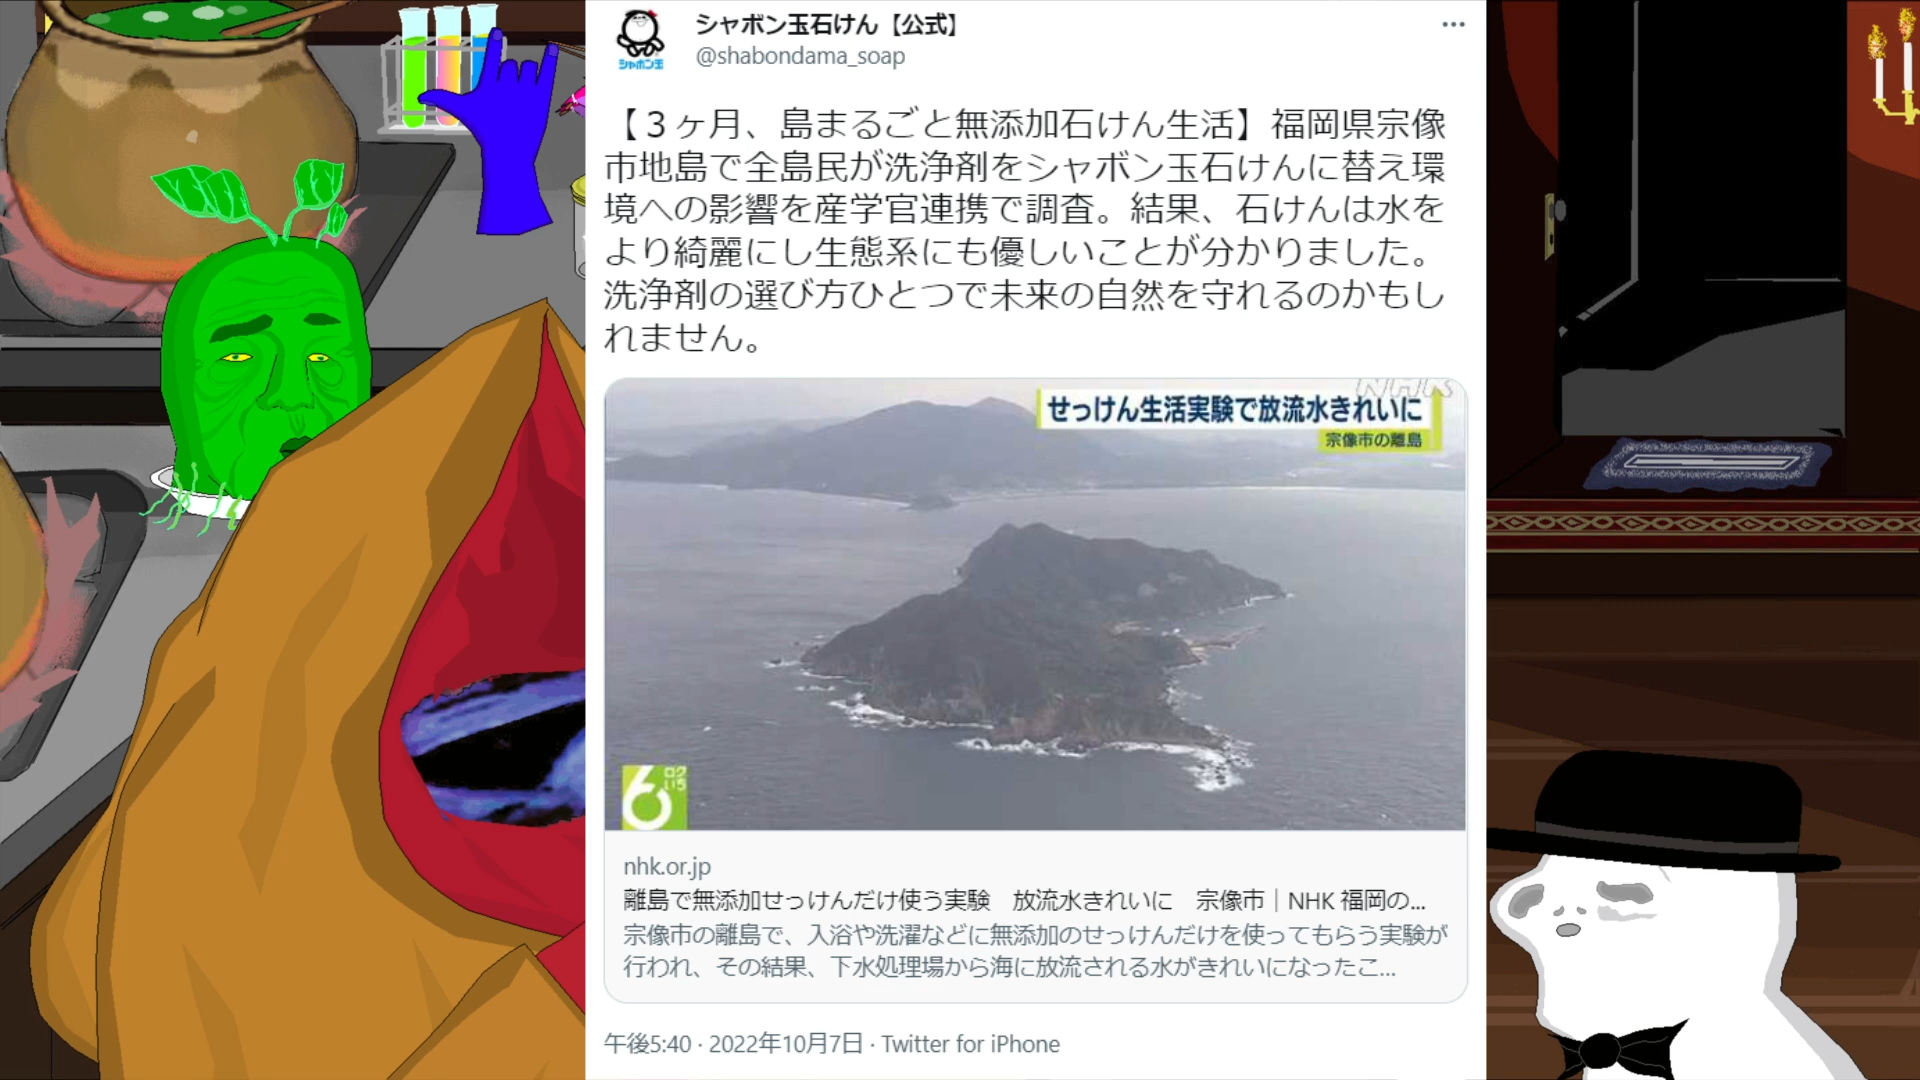 シャボン玉石けん【公式】
シャボン玉
@shabondama_soap
【３ヶ月、島まるごと無添加石けん生活】福岡県宗像
市地島で全島民が洗浄剤をシャボン玉石けんに替え環
境への影響を産学官連携で調査。結果、石けんは水を
より綺麗にし生態系にも優しいことが分かりました。
洗浄剤の選び方ひとつで未来の自然を守れるのかもし
れません。
NHK
せっけん生活実験で放流水きれいに
宗像市の離島
6
ロク
いち
nhk.or.jp
離島で無添加せっけんだけ使う実験　放流水きれいに　宗像市｜NHK 福岡の...
宗像市の離島で、入浴や洗濯などに無添加のせっけんだけを使ってもらう実験が
行われ、その結果、下水処理場から海に放流される水がきれいになったこ...
午後5:40 · 2022年10月7日 · Twitter for iPhone